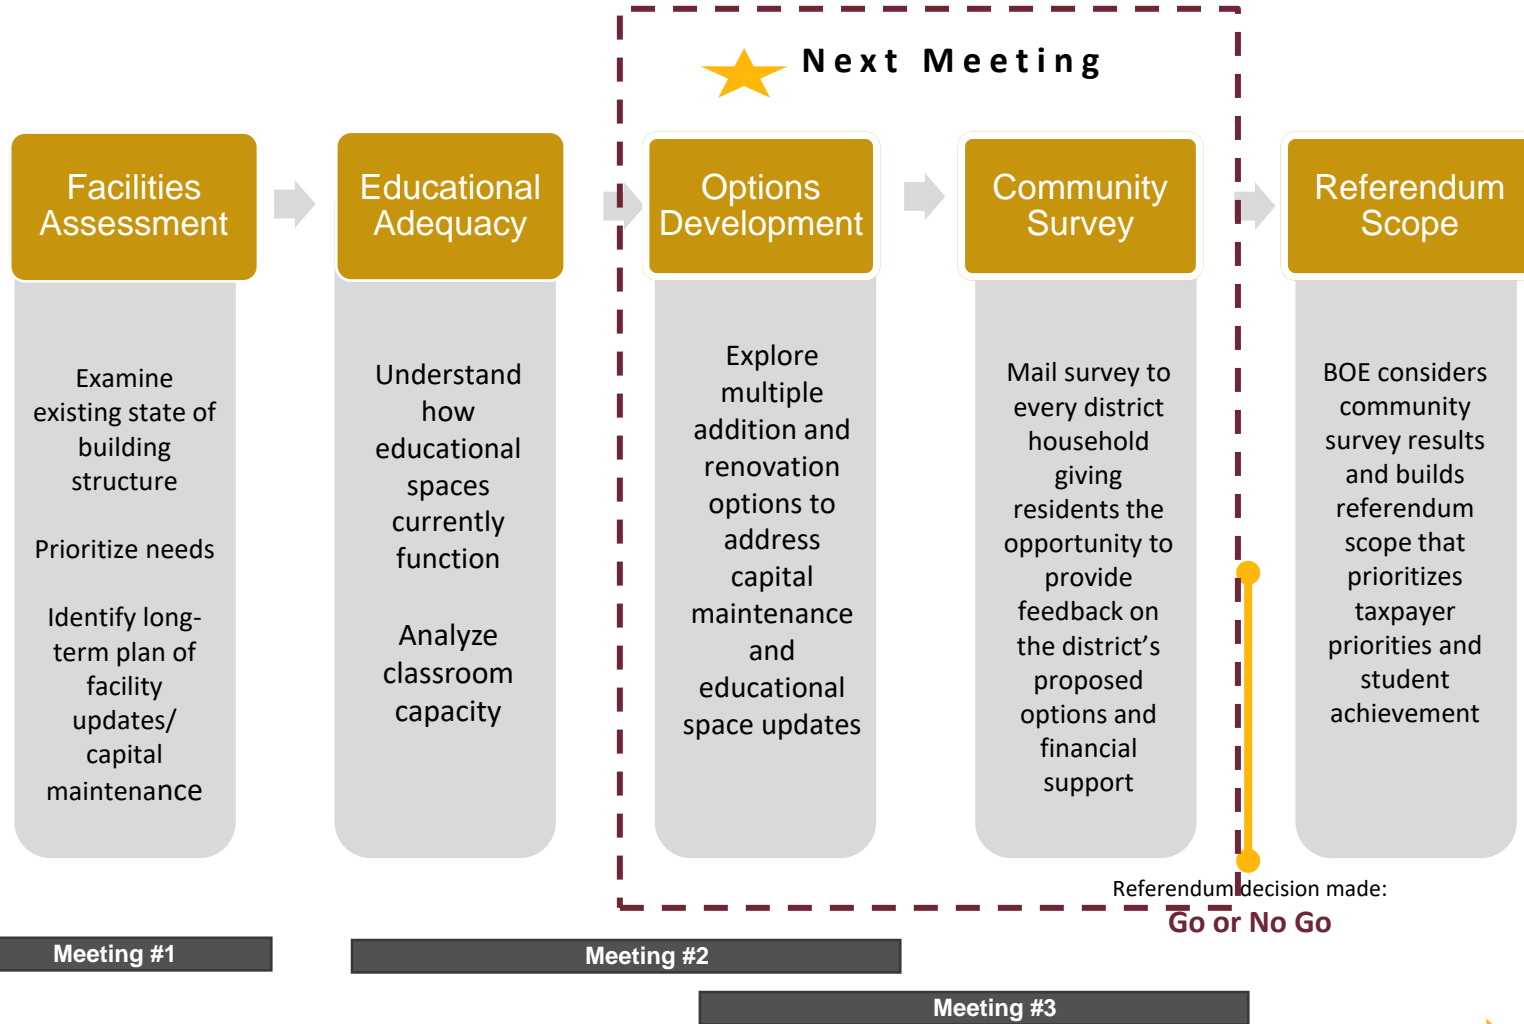 Next Meeting
Facilities
Assessment
Examine
existing state of
building
structure
Prioritize needs
Identify long-
term plan of
facility
updates/
capital
maintenance
Educational
Adequacy
Understand
how
educational
spaces
currently
function
Analyze
classroom
capacity
Options
Development
Explore
multiple
addition and
renovation
options to
address
capital
maintenance
and
educational
space updates
Community
Survey
Mail survey to
every district
household
giving
residents the
opportunity to
provide
feedback on
the district’s
proposed
options and
financial
support
Referendum
Scope
BOE considers
community
survey results
and builds
referendum
scope that
prioritizes
taxpayer
priorities and
student
achievement
Referendum decision made:
Go or No Go
Meeting #1
Meeting #2
Meeting #3